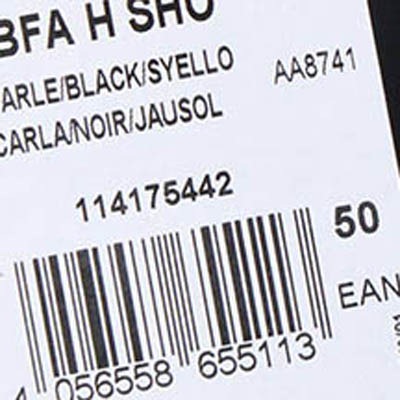 BFA H SHO
ARLE/BLACK/SYELLO
CARLA/NOIR/JAUSOL
AA8741
114175442
50
EAN
4 056558 655113